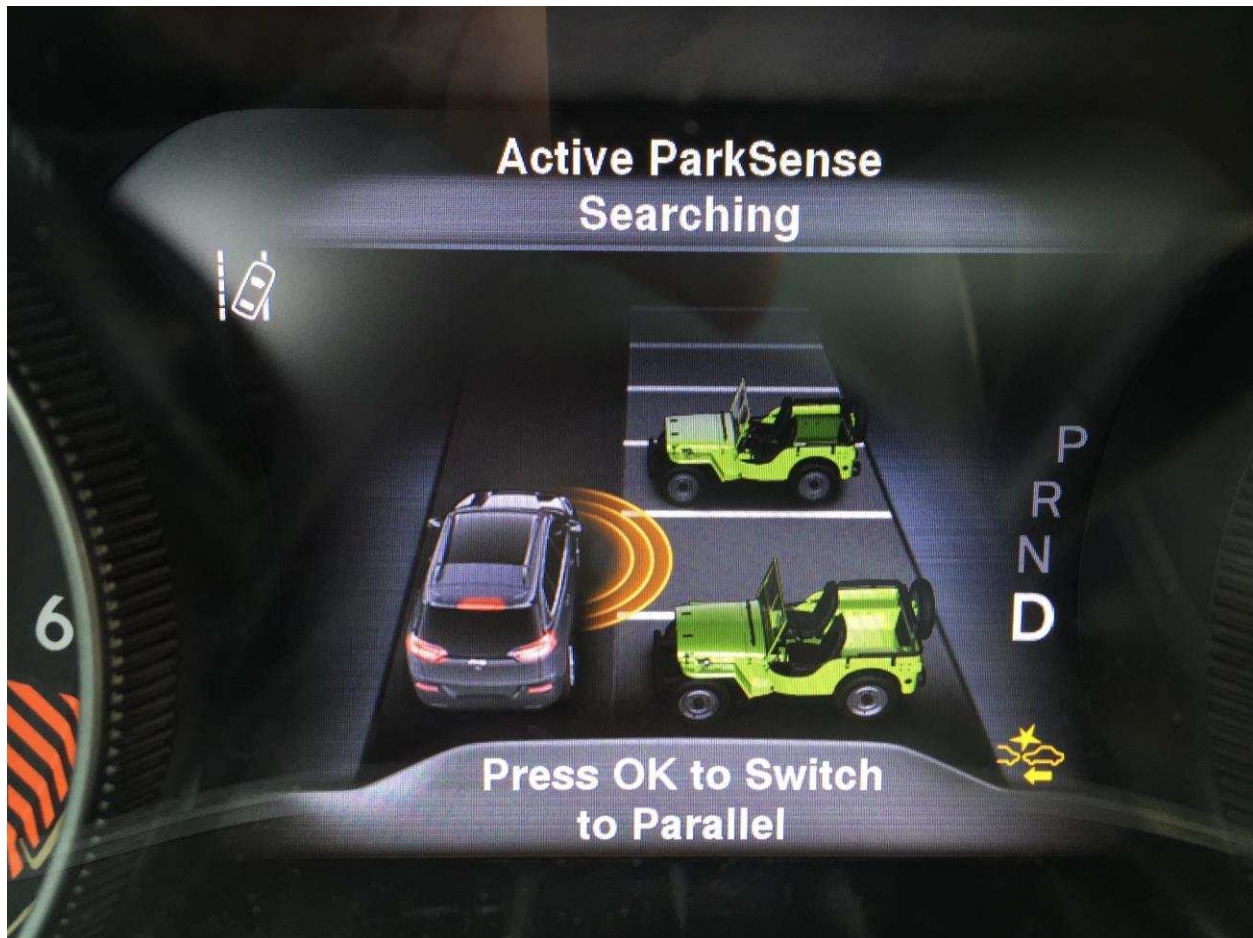 Active ParkSense
Searching
P
R
N
D
6
Press OK to Switch
to Parallel